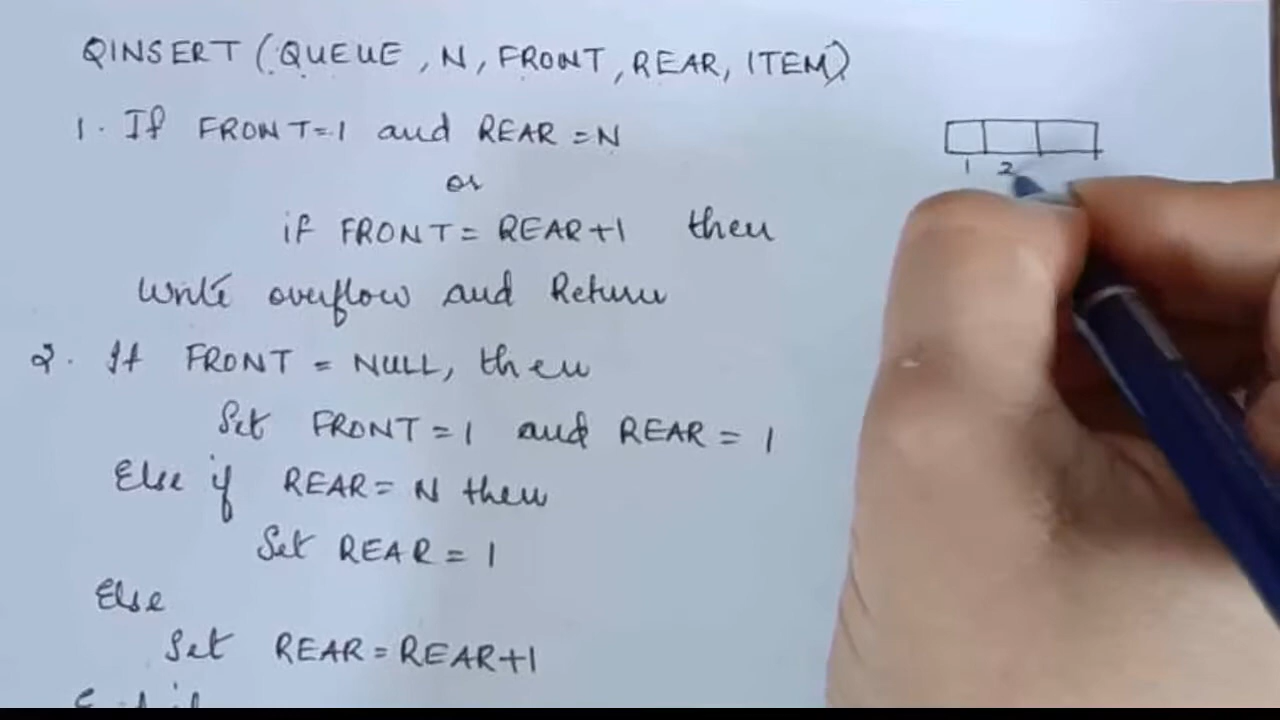 QINSERT (QUEUE, N, FRONT, REAR, ITEM)
1. If FRONT=1 and REAR=N
or
if FRONT = REAR+1 then
Write overflow and Return
2. If FRONT = NULL, then
Set FRONT = 1 and REAR = 1
Else if REAR = N then
Set REAR = 1
Else
Set REAR = REAR+1
1 2